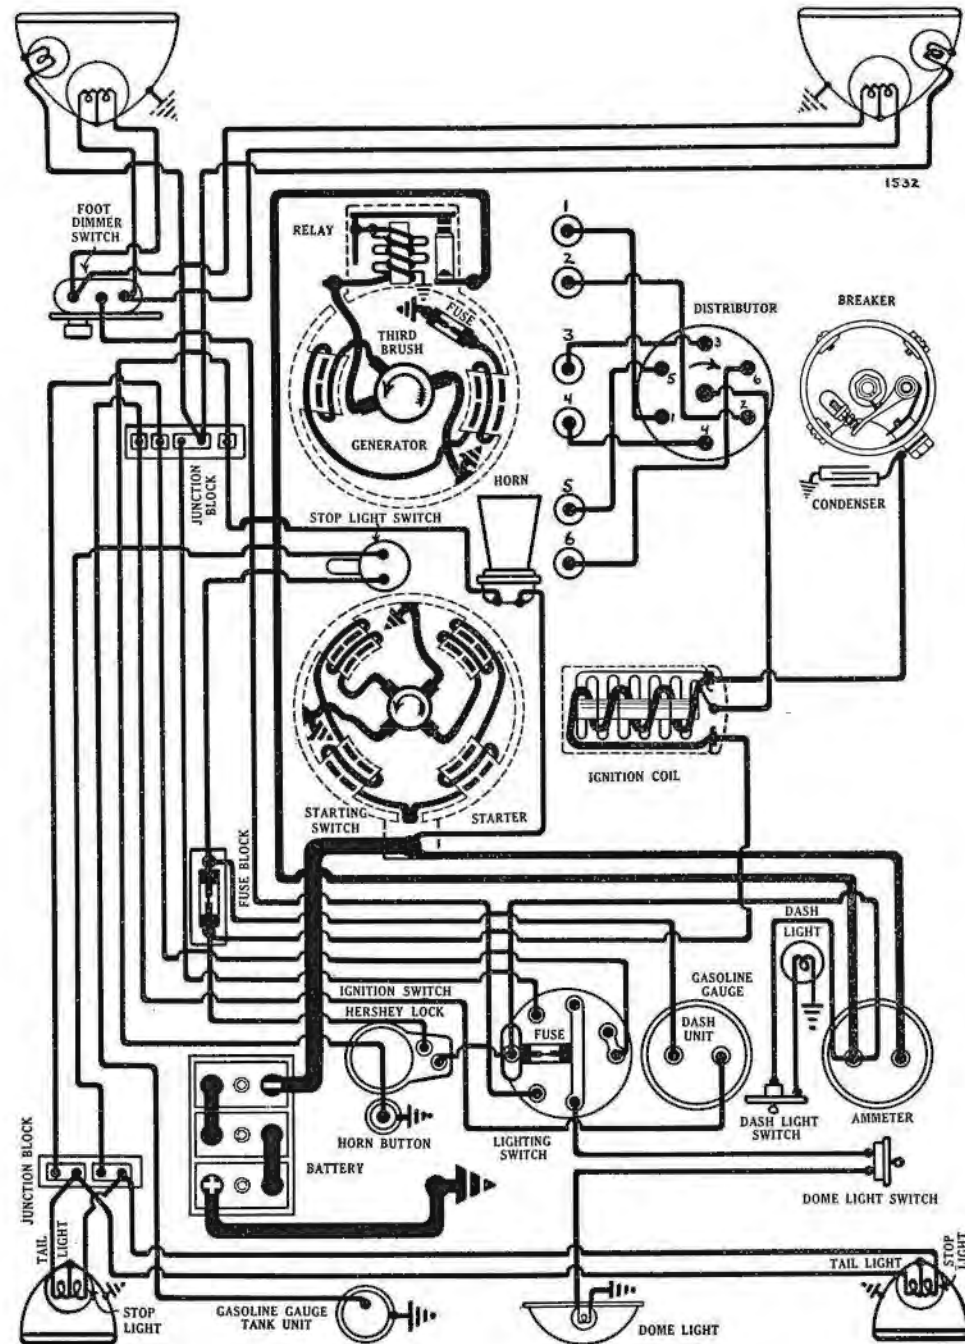 1532
FOOT
DIMMER
SWITCH
RELAY
FUSE
THIRD
BRUSH
GENERATOR
1
2
3
4
5
6
DISTRIBUTOR
3
5
6
1
2
4
BREAKER
CONDENSER
JUNCTION
BLOCK
STOP LIGHT SWITCH
HORN
IGNITION COIL
STARTING
SWITCH
STARTER
FUSE BLOCK
DASH
LIGHT
IGNITION SWITCH
HERSHEY LOCK
FUSE
GASOLINE
GAUGE
DASH
UNIT
HORN BUTTON
LIGHTING
SWITCH
DASH LIGHT
SWITCH
AMMETER
BATTERY
+
JUNCTION BLOCK
DOME LIGHT SWITCH
TAIL
LIGHT
STOP
LIGHT
GASOLINE GAUGE
TANK UNIT
DOME LIGHT
TAIL LIGHT
STOP
LIGHT